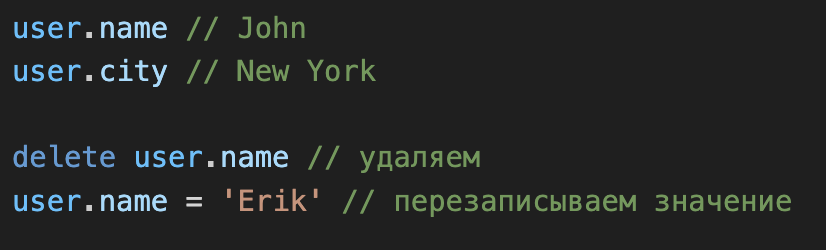 user.name // John
user.city // New York
delete user.name // удаляем
user.name = 'Erik' // перезаписываем значение